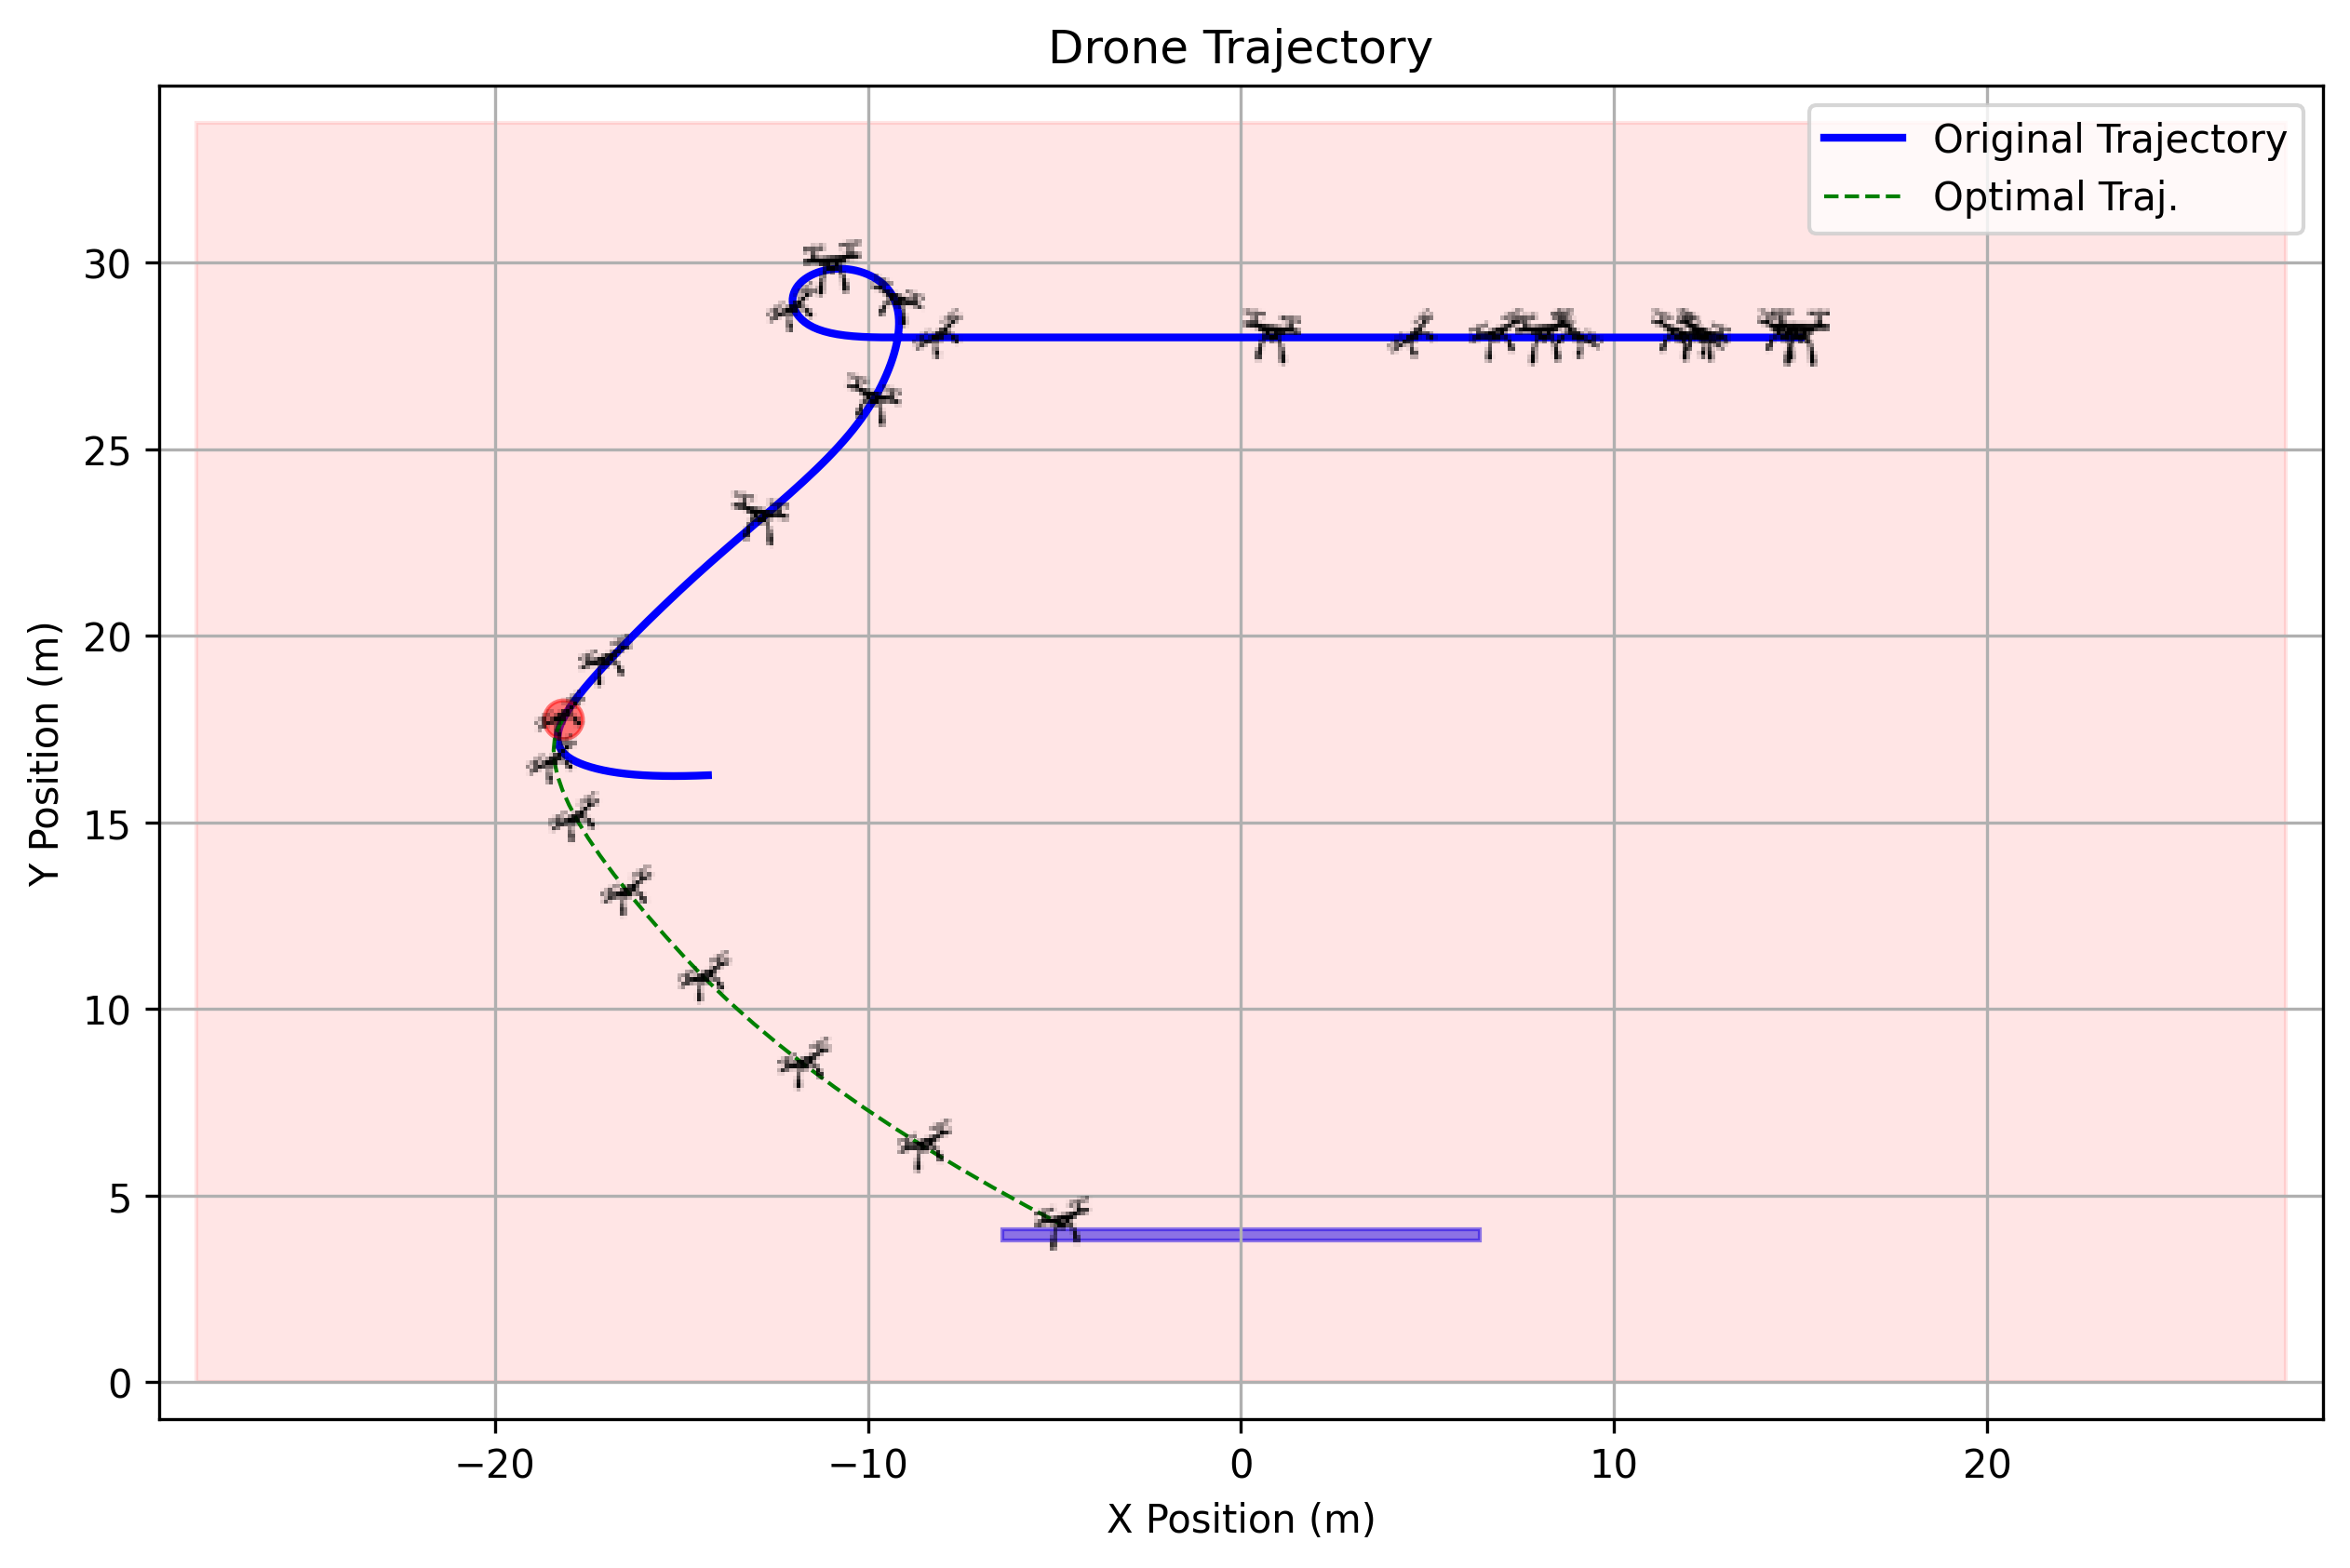 Drone Trajectory
Original Trajectory
Optimal Traj.
30
25
20
15
10
5
0
Y Position (m)
−20
−10
0
10
20
X Position (m)